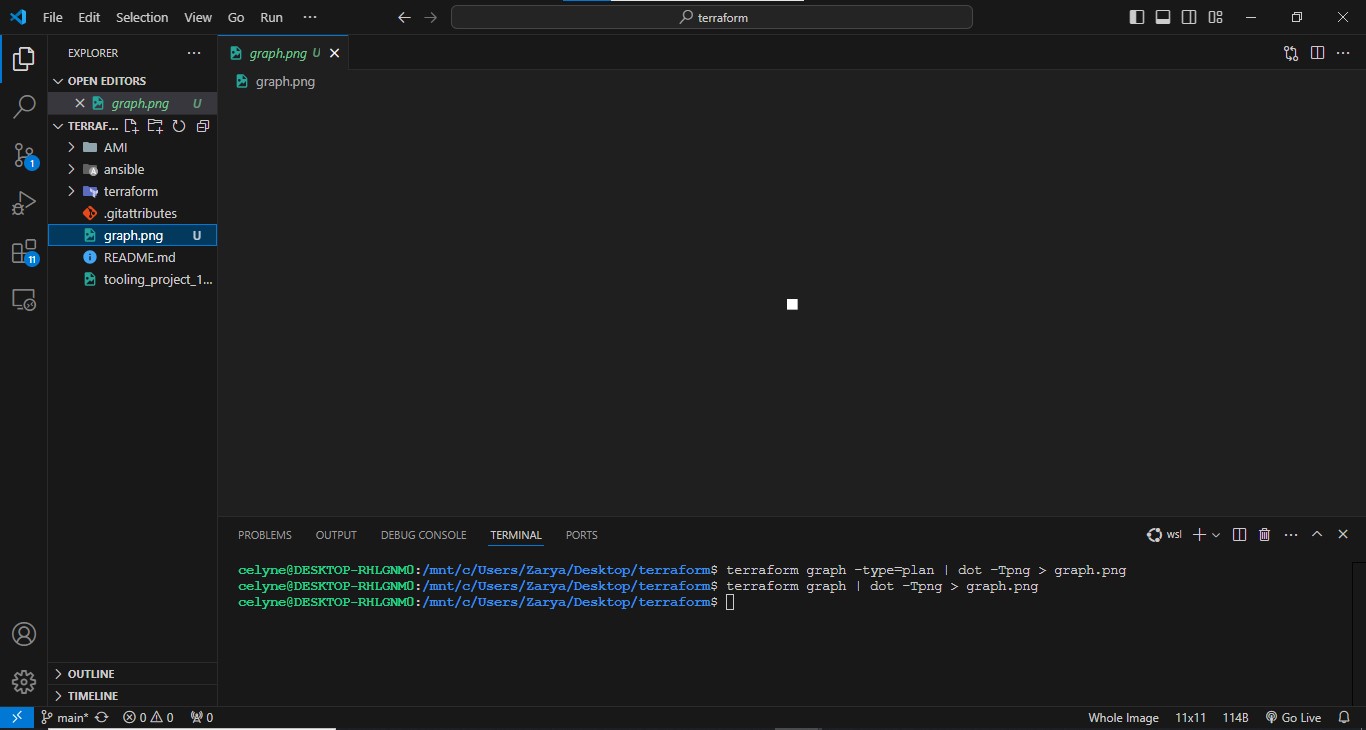 File Edit Selection View Go Run ···
terraform
EXPLORER ···
OPEN EDITORS
graph.png U
TERRAF...
AMI
ansible
terraform
.gitattributes
graph.png U
README.md
tooling_project_1...
OUTLINE
TIMELINE
graph.png U
graph.png
PROBLEMS OUTPUT DEBUG CONSOLE TERMINAL PORTS
wsl
celyne@DESKTOP-RHLGNM0:/mnt/c/Users/Zarya/Desktop/terraform$ terraform graph -type=plan | dot -Tpng > graph.png
celyne@DESKTOP-RHLGNM0:/mnt/c/Users/Zarya/Desktop/terraform$ terraform graph | dot -Tpng > graph.png
celyne@DESKTOP-RHLGNM0:/mnt/c/Users/Zarya/Desktop/terraform$
1
11
main* 0 0 0
Whole Image 11x11 114B Go Live